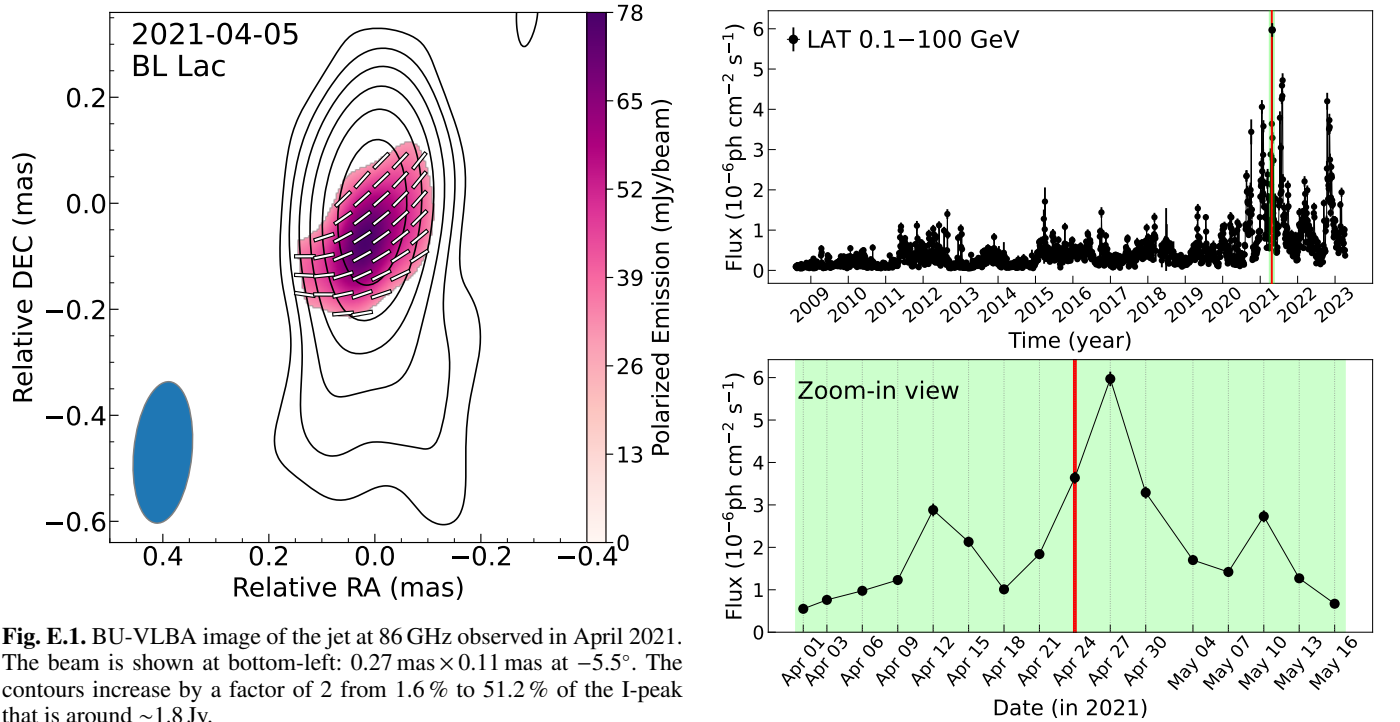 2021-04-05
BL Lac
0.2
0.0
−0.2
−0.4
−0.6
Relative DEC (mas)
0.4
0.2
0.0
−0.2
−0.4
Relative RA (mas)
78
65
52
39
26
13
0
Polarized Emission (mJy/beam)
Fig. E.1. BU-VLBA image of the jet at 86 GHz observed in April 2021.
The beam is shown at bottom-left: 0.27 mas × 0.11 mas at −5.5°. The
contours increase by a factor of 2 from 1.6 % to 51.2 % of the I-peak
that is around ∼1.8 Jy.
LAT 0.1−100 GeV
6
5
4
3
2
1
0
Flux (10⁻⁶ph cm⁻² s⁻¹)
2009
2010
2011
2012
2013
2014
2015
2016
2017
2018
2019
2020
2021
2022
2023
Time (year)
Zoom-in view
6
5
4
3
2
1
0
Flux (10⁻⁶ph cm⁻² s⁻¹)
Apr 01
Apr 03
Apr 06
Apr 09
Apr 12
Apr 15
Apr 18
Apr 21
Apr 24
Apr 27
Apr 30
May 04
May 07
May 10
May 13
May 16
Date (in 2021)